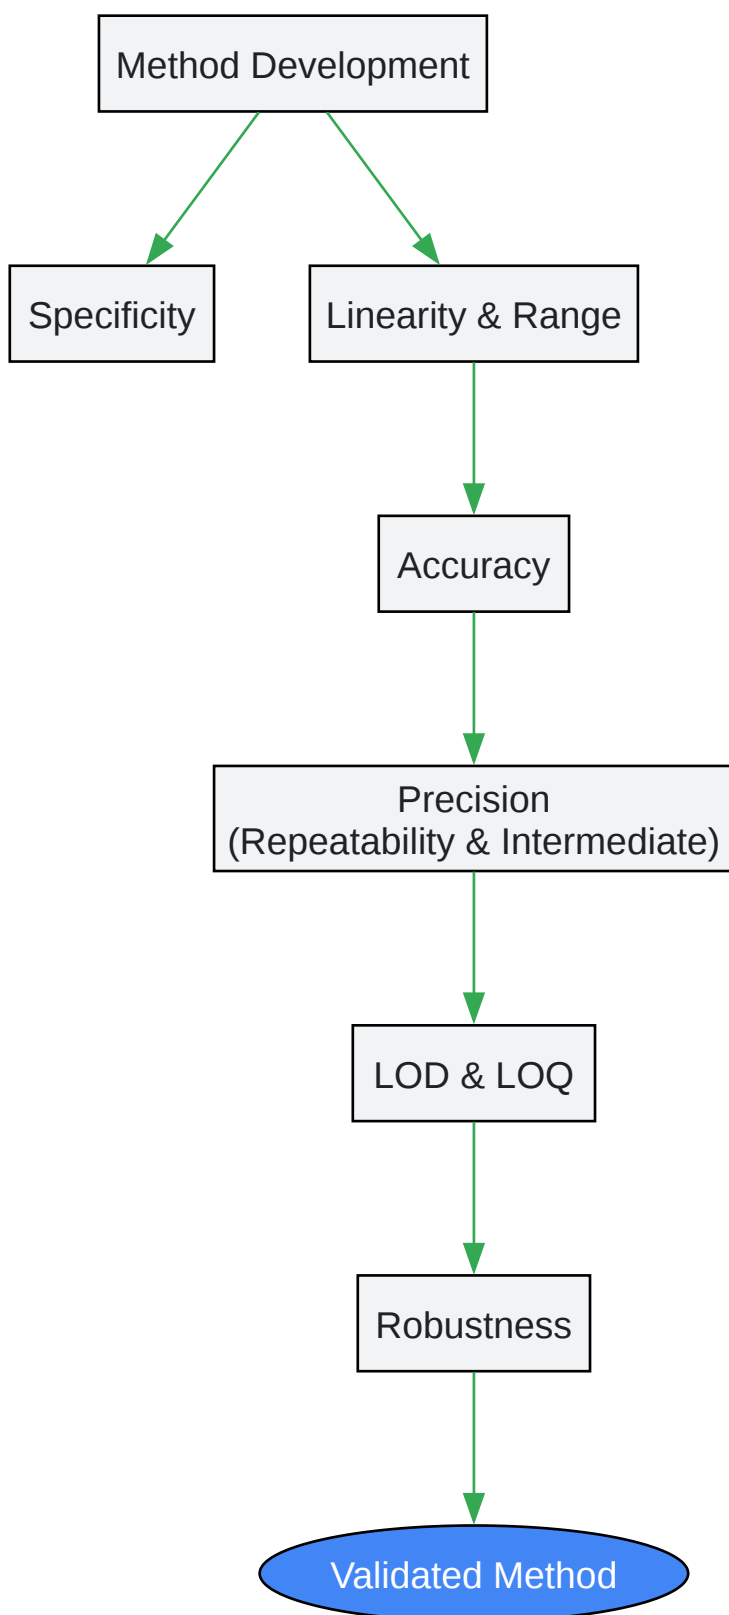 Method Development
Specificity
Linearity & Range
Accuracy
Precision
(Repeatability & Intermediate)
LOD & LOQ
Robustness
Validated Method